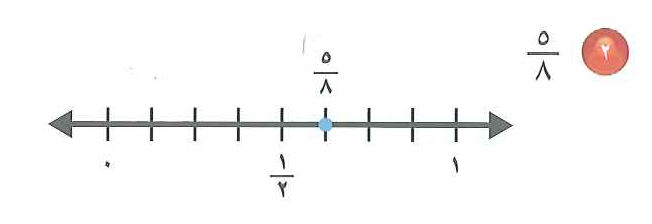 ٢ ٥/٨
٥/٨
٠ ١/٢ ١